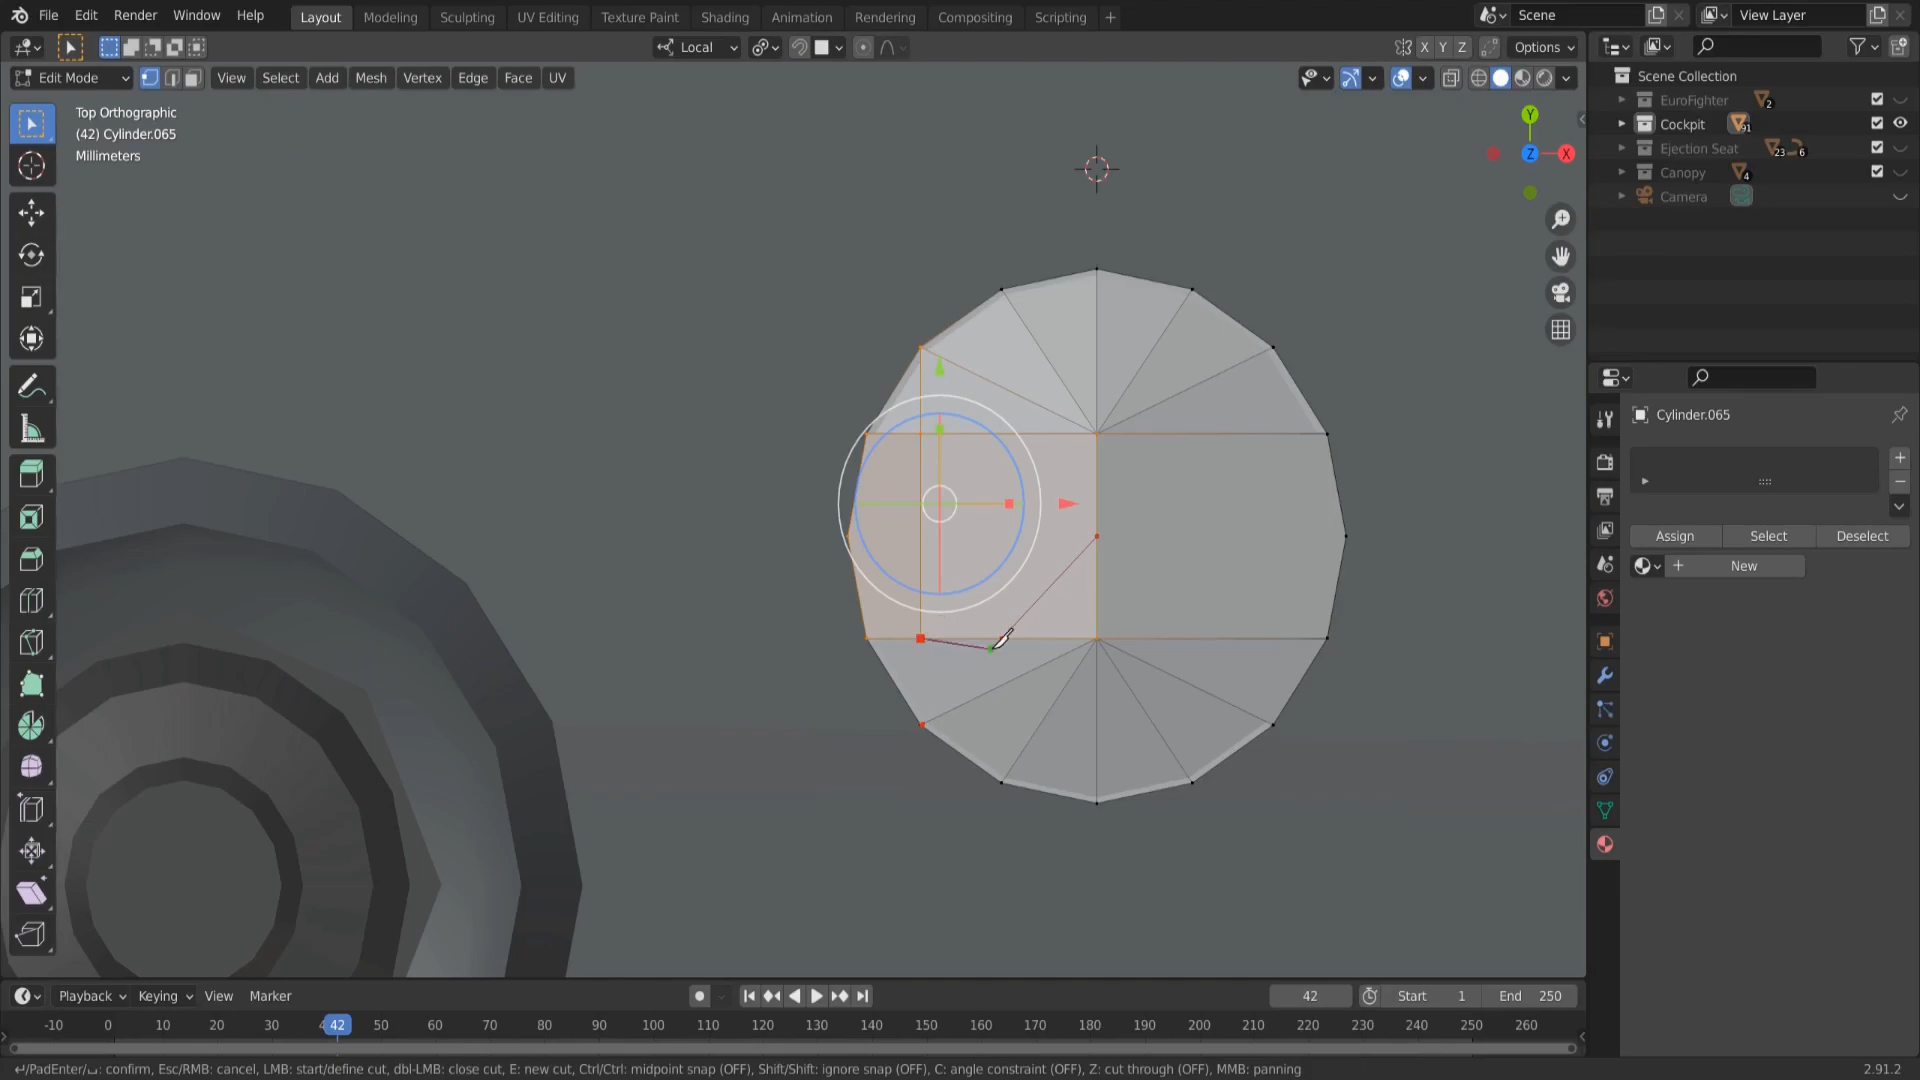 File Edit Render Window Help Layout Modeling Sculpting UV Editing Texture Paint Shading Animation Rendering Compositing Scripting + Scene View Layer
Local X Y Z Options
Edit Mode View Select Add Mesh Vertex Edge Face UV
Top Orthographic
(42) Cylinder.065
Millimeters
Y
Z X
Scene Collection
EuroFighter 2
Cockpit 91
Ejection Seat 23 6
Canopy 4
Camera
Cylinder.065
Assign Select Deselect
New
Playback Keying View Marker 42 Start 1 End 250
-10 0 10 20 30 42 50 60 70 80 90 100 110 120 130 140 150 160 170 180 190 200 210 220 230 240 250 260
↵/PadEnter/␣: confirm, Esc/RMB: cancel, LMB: start/define cut, dbl-LMB: close cut, E: new cut, Ctrl/Ctrl: midpoint snap (OFF), Shift/Shift: ignore snap (OFF), C: angle constraint (OFF), Z: cut through (OFF), MMB: panning 2.91.2